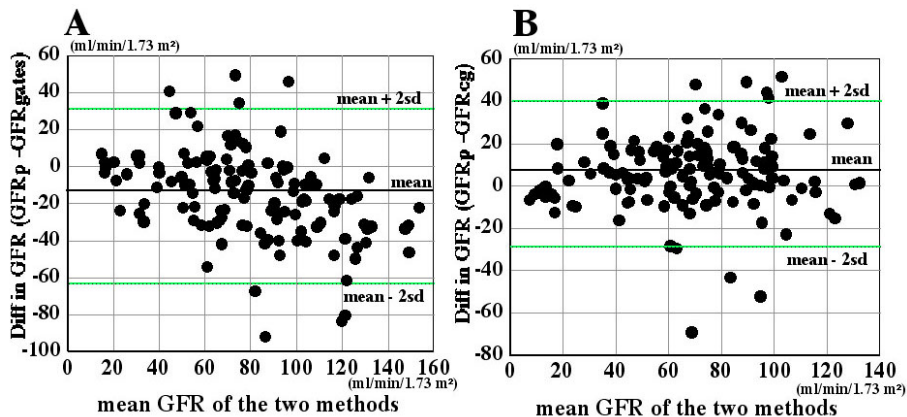 A
(ml/min/1.73 m²)
Diff in GFR (GFRp -GFRgates)
60
40
20
0
-20
-40
-60
-80
-100
mean + 2sd
mean
mean - 2sd
0 20 40 60 80 100 120 140 160
(ml/min/1.73 m²)
mean GFR of the two methods
B
(ml/min/1.73 m²)
Diff in GFR (GFRp -GFRcg)
60
40
20
0
-20
-40
-60
-80
mean + 2sd
mean
mean - 2sd
0 20 40 60 80 100 120 140
(ml/min/1.73 m²)
mean GFR of the two methods